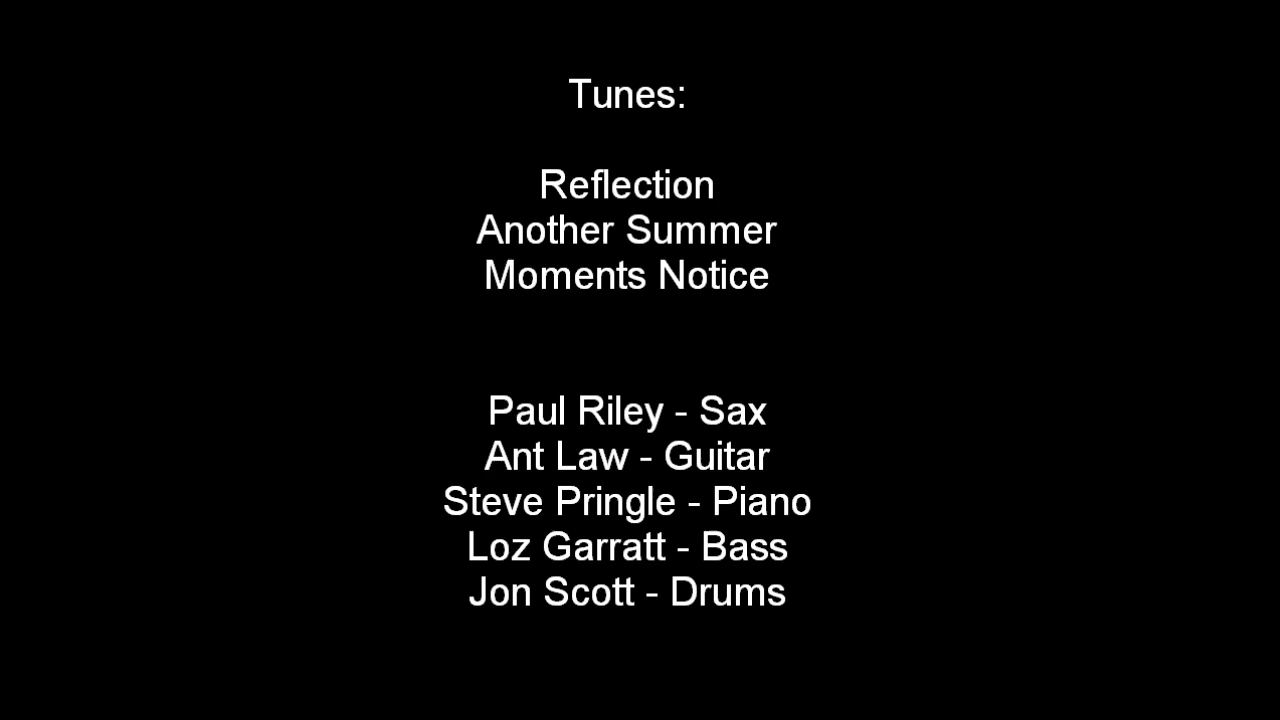 Tunes:
Reflection
Another Summer
Moments Notice
Paul Riley - Sax
Ant Law - Guitar
Steve Pringle - Piano
Loz Garratt - Bass
Jon Scott - Drums